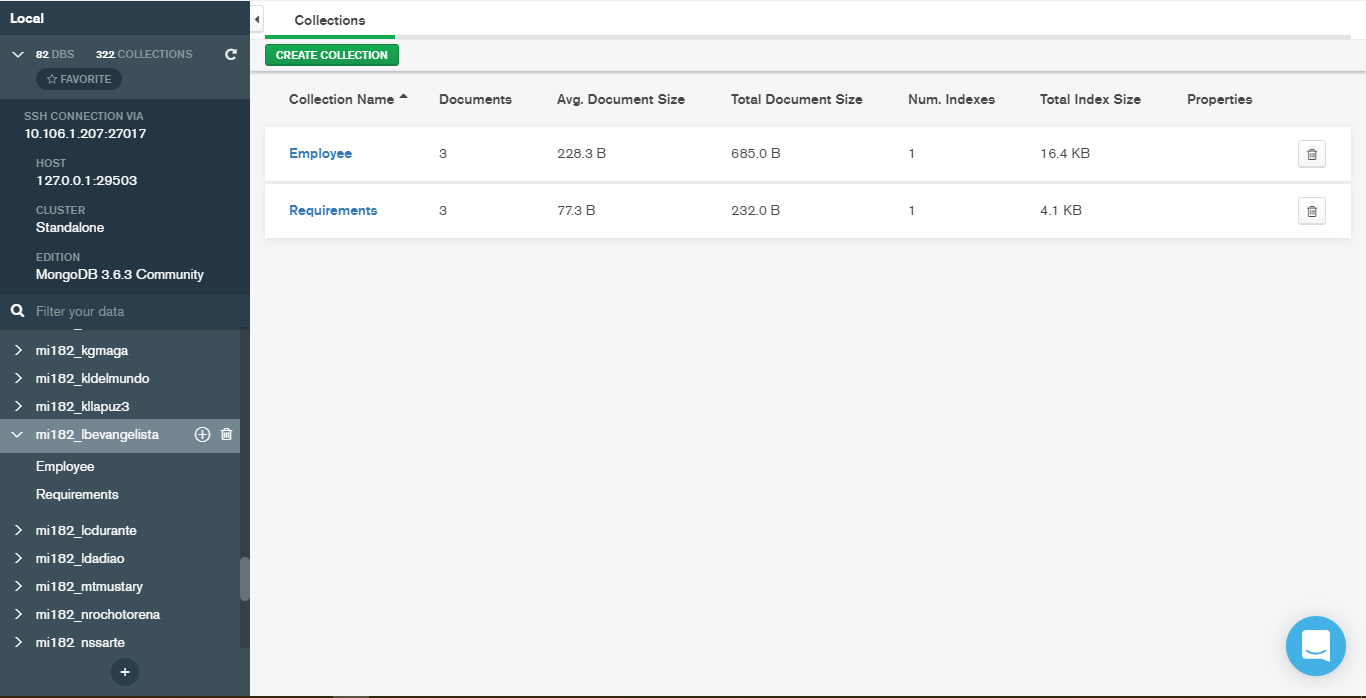 Local
82 DBS 322 COLLECTIONS
FAVORITE
SSH CONNECTION VIA
10.106.1.207:27017
HOST
127.0.0.1:29503
CLUSTER
Standalone
EDITION
MongoDB 3.6.3 Community
Filter your data
mi182_kgmaga
mi182_kldelmundo
mi182_kllapuz3
mi182_lbevangelista
Employee
Requirements
mi182_lcdurante
mi182_ldadiao
mi182_mtmustary
mi182_nrochotorena
mi182_nssarte
Collections
CREATE COLLECTION
Collection Name Documents Avg. Document Size Total Document Size Num. Indexes Total Index Size Properties
Employee 3 228.3 B 685.0 B 1 16.4 KB
Requirements 3 77.3 B 232.0 B 1 4.1 KB